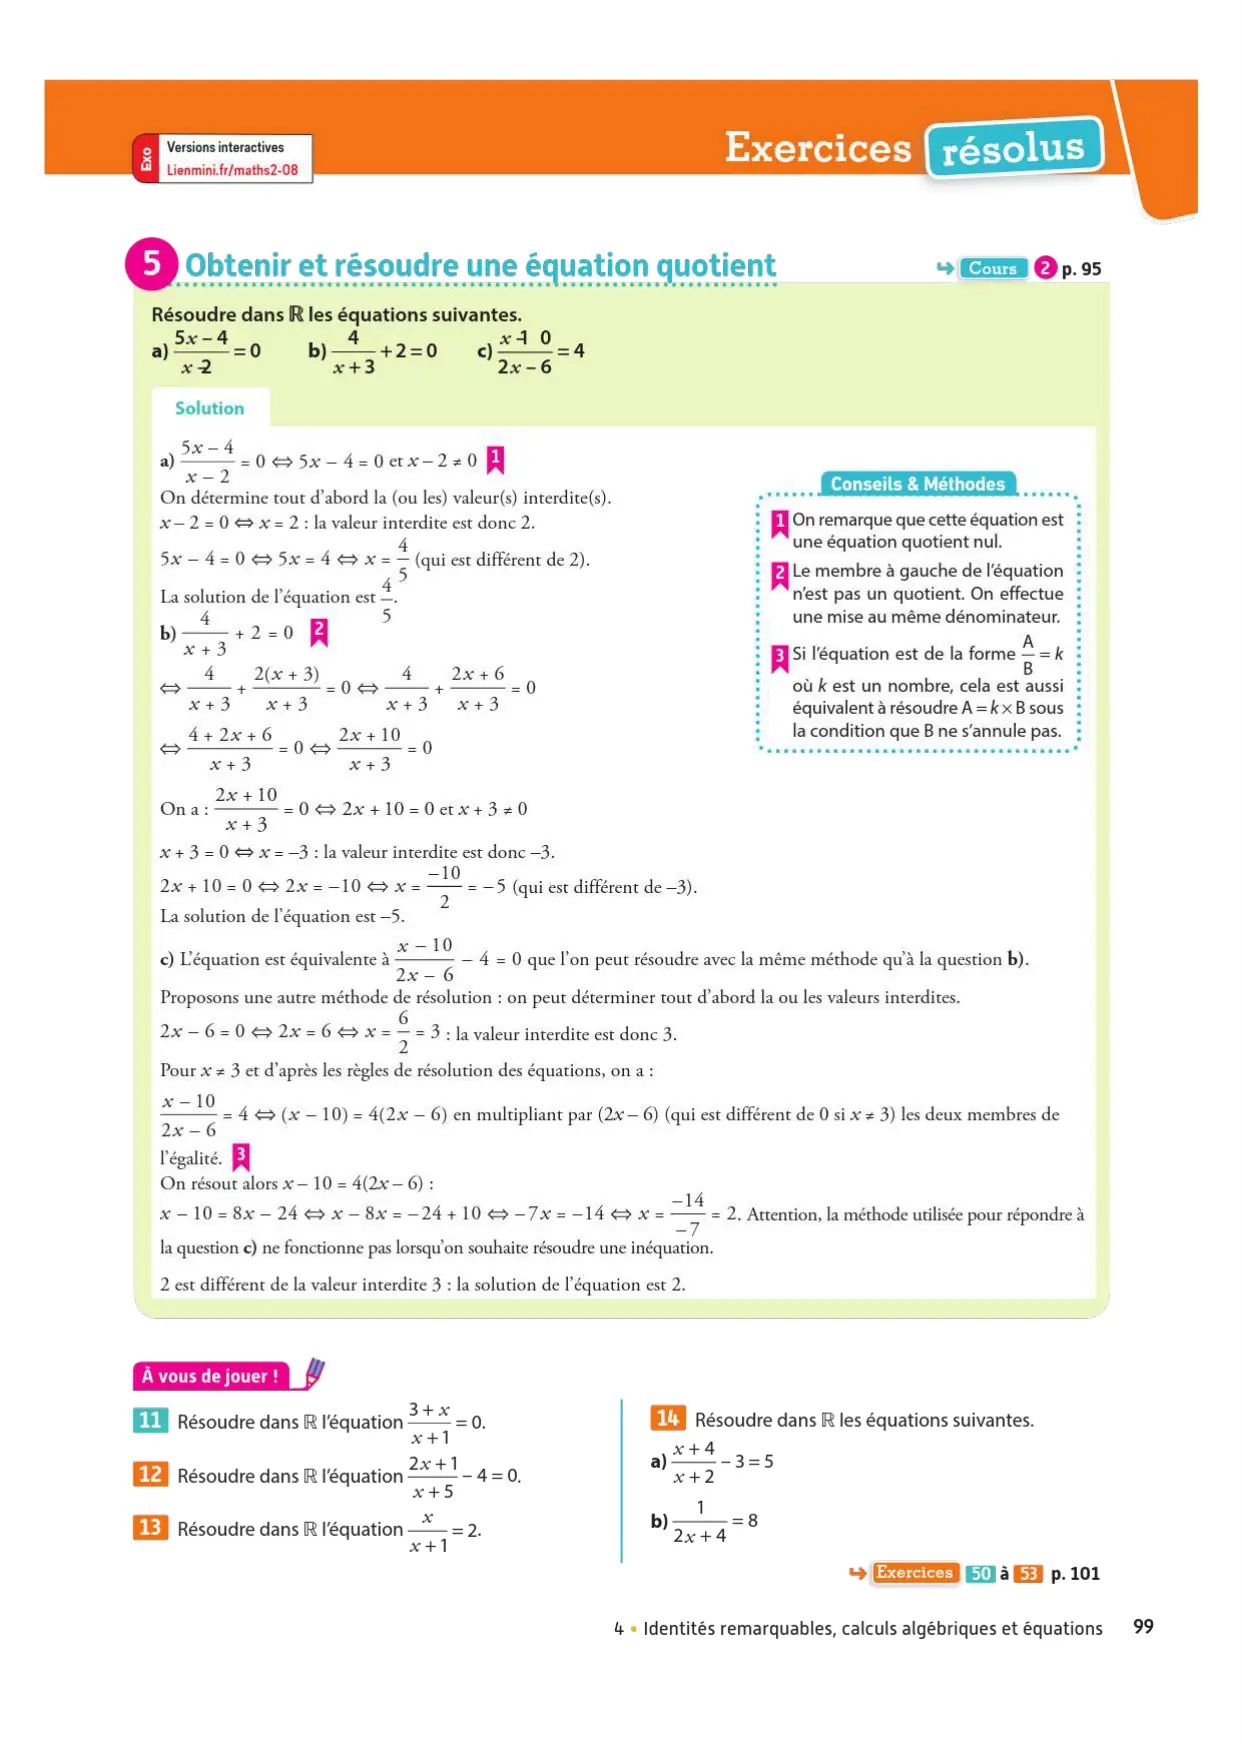 Exo
Versions interactives
Lienmini.fr/maths2-08
Exercices résolus
5 Obtenir et résoudre une équation quotient
Cours 2 p. 95
Résoudre dans ℝ les équations suivantes.
a) (5x – 4)/(x – 2) = 0 b) 4/(x + 3) + 2 = 0 c) (x – 1 0)/(2x – 6) = 4
Solution
a) (5x – 4)/(x – 2) = 0 ⇔ 5x – 4 = 0 et x – 2 ≠ 0 1
On détermine tout d'abord la (ou les) valeur(s) interdite(s).
x – 2 = 0 ⇔ x = 2 : la valeur interdite est donc 2.
5x – 4 = 0 ⇔ 5x = 4 ⇔ x = 4/5 (qui est différent de 2).
La solution de l'équation est 4/5.
b) 4/(x + 3) + 2 = 0 2
⇔ 4/(x + 3) + 2(x + 3)/(x + 3) = 0 ⇔ 4/(x + 3) + (2x + 6)/(x + 3) = 0
⇔ (4 + 2x + 6)/(x + 3) = 0 ⇔ (2x + 10)/(x + 3) = 0
On a : (2x + 10)/(x + 3) = 0 ⇔ 2x + 10 = 0 et x + 3 ≠ 0
x + 3 = 0 ⇔ x = –3 : la valeur interdite est donc –3.
2x + 10 = 0 ⇔ 2x = –10 ⇔ x = –10/2 = –5 (qui est différent de –3).
La solution de l'équation est –5.
c) L'équation est équivalente à (x – 10)/(2x – 6) – 4 = 0 que l'on peut résoudre avec la même méthode qu'à la question b).
Proposons une autre méthode de résolution : on peut déterminer tout d'abord la ou les valeurs interdites.
2x – 6 = 0 ⇔ 2x = 6 ⇔ x = 6/2 = 3 : la valeur interdite est donc 3.
Pour x ≠ 3 et d'après les règles de résolution des équations, on a :
(x – 10)/(2x – 6) = 4 ⇔ (x – 10) = 4(2x – 6) en multipliant par (2x – 6) (qui est différent de 0 si x ≠ 3) les deux membres de
l'égalité. 3
On résout alors x – 10 = 4(2x – 6) :
x – 10 = 8x – 24 ⇔ x – 8x = –24 + 10 ⇔ –7x = –14 ⇔ x = –14/–7 = 2. Attention, la méthode utilisée pour répondre à
la question c) ne fonctionne pas lorsqu'on souhaite résoudre une inéquation.
2 est différent de la valeur interdite 3 : la solution de l'équation est 2.
Conseils & Méthodes
1 On remarque que cette équation est
une équation quotient nul.
2 Le membre à gauche de l'équation
n'est pas un quotient. On effectue
une mise au même dénominateur.
3 Si l'équation est de la forme A/B = k
où k est un nombre, cela est aussi
équivalent à résoudre A = k × B sous
la condition que B ne s'annule pas.
À vous de jouer !
11 Résoudre dans ℝ l'équation (3 + x)/(x + 1) = 0.
12 Résoudre dans ℝ l'équation (2x + 1)/(x + 5) – 4 = 0.
13 Résoudre dans ℝ l'équation x/(x + 1) = 2.
14 Résoudre dans ℝ les équations suivantes.
a) (x + 4)/(x + 2) – 3 = 5
b) 1/(2x + 4) = 8
Exercices 50 à 53 p. 101
4 • Identités remarquables, calculs algébriques et équations 99